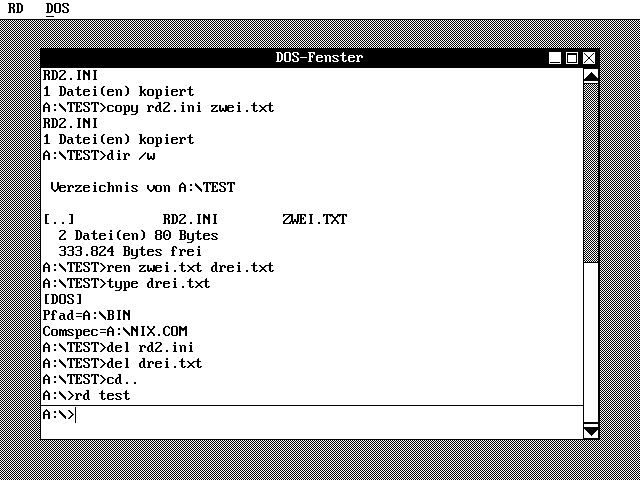 RD DOS
DOS-Fenster
RD2.INI
1 Datei(en) kopiert
A:\TEST>copy rd2.ini zwei.txt
RD2.INI
1 Datei(en) kopiert
A:\TEST>dir /w
Verzeichnis von A:\TEST
[..] RD2.INI ZWEI.TXT
2 Datei(en) 80 Bytes
333.824 Bytes frei
A:\TEST>ren zwei.txt drei.txt
A:\TEST>type drei.txt
[DOS]
Pfad=A:\BIN
Comspec=A:\NIX.COM
A:\TEST>del rd2.ini
A:\TEST>del drei.txt
A:\TEST>cd..
A:\>rd test
A:\>